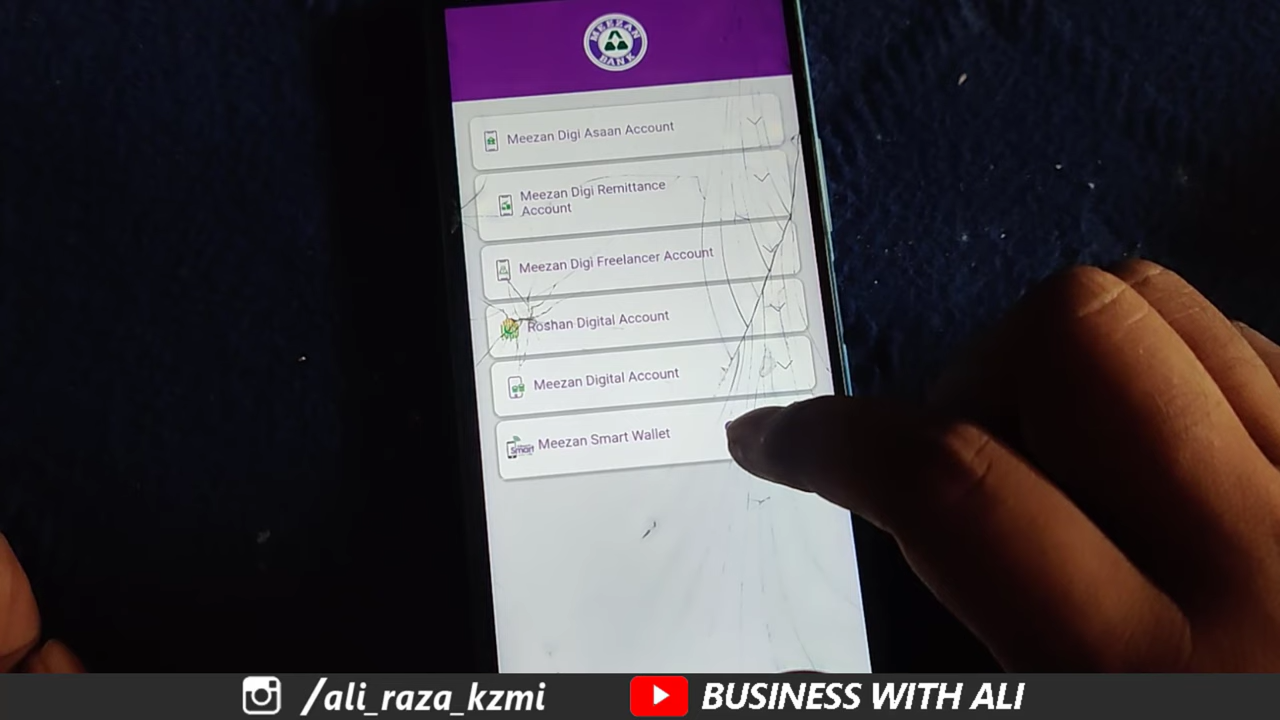 MEEZAN
BANK
Meezan Digi Asaan Account
Meezan Digi Remittance
Account
Meezan Digi Freelancer Account
Roshan Digital Account
Meezan Digital Account
Smart
Meezan Smart Wallet
/ali_raza_kzmi
BUSINESS WITH ALI